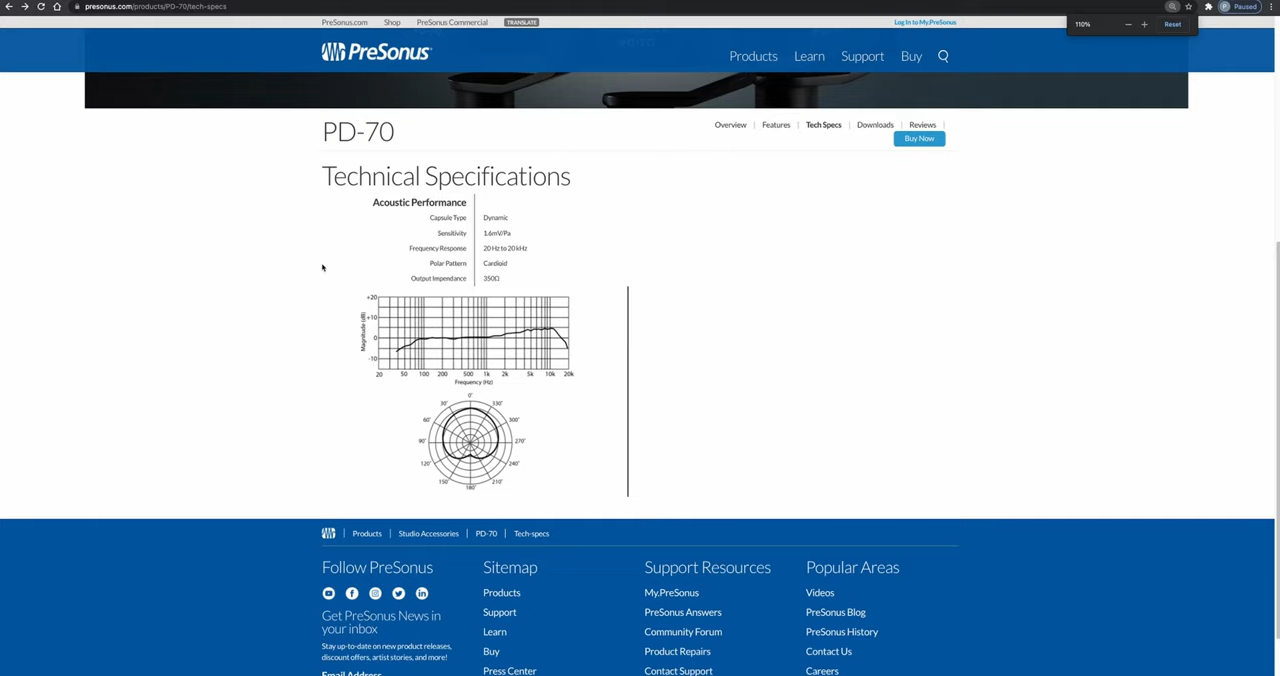 presonus.com/products/PD-70/tech-specs
Paused
PreSonus.com Shop PreSonus Commercial TRANSLATE Log In to My.PreSonus
110% Reset
PreSonus
Products Learn Support Buy
PD-70
Overview Features Tech Specs Downloads Reviews
Buy Now
Technical Specifications
Acoustic Performance
Capsule Type Dynamic
Sensitivity 1.6mV/Pa
Frequency Response 20 Hz to 20 kHz
Polar Pattern Cardioid
Output Impendance 350Ω
Magnitude (dB)
+20
+10
0
-10
20 50 100 200 500 1k 2k 5k 10k 20k
Frequency (Hz)
0°
30° 330°
60° 300°
90° 270°
120° 240°
150° 210°
180°
Products Studio Accessories PD-70 Tech-specs
Follow PreSonus
Get PreSonus News in
your inbox
Stay up-to-date on new product releases,
discount offers, artist stories, and more!
Email Address
Sitemap
Products
Support
Learn
Buy
Press Center
Support Resources
My.PreSonus
PreSonus Answers
Community Forum
Product Repairs
Contact Support
Popular Areas
Videos
PreSonus Blog
PreSonus History
Contact Us
Careers